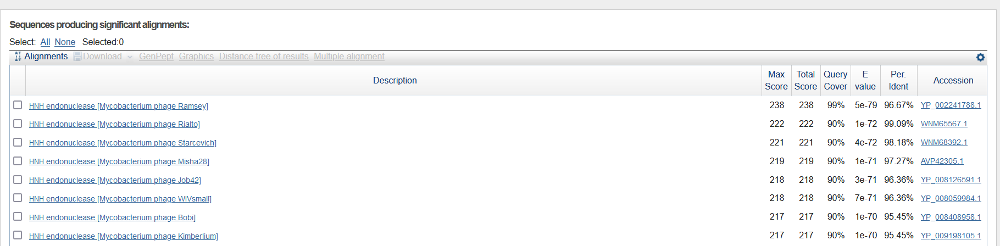 Sequences producing significant alignments:
Select: All None Selected:0
Alignments Download GenPept Graphics Distance tree of results Multiple alignment
Description Max Score Total Score Query Cover E value Per. Ident Accession
HNH endonuclease [Mycobacterium phage Ramsey] 238 238 99% 5e-79 96.67% YP_002241788.1
HNH endonuclease [Mycobacterium phage Rialto] 222 222 90% 1e-72 99.09% WNM65567.1
HNH endonuclease [Mycobacterium phage Starcevich] 221 221 90% 4e-72 98.18% WNM68392.1
HNH endonuclease [Mycobacterium phage Misha28] 219 219 90% 1e-71 97.27% AVP42305.1
HNH endonuclease [Mycobacterium phage Job42] 218 218 90% 3e-71 96.36% YP_008126591.1
HNH endonuclease [Mycobacterium phage WIVsmall] 218 218 90% 7e-71 96.36% YP_008059984.1
HNH endonuclease [Mycobacterium phage Bobi] 217 217 90% 1e-70 95.45% YP_008408958.1
HNH endonuclease [Mycobacterium phage Kimberlium] 217 217 90% 1e-70 95.45% YP_009198105.1